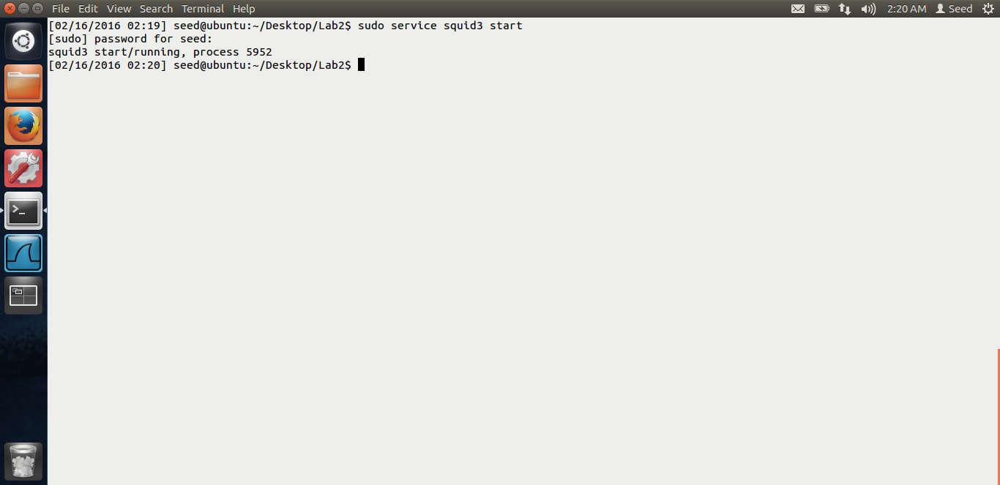 File Edit View Search Terminal Help 2:20 AM Seed
[02/16/2016 02:19] seed@ubuntu:~/Desktop/Lab2$ sudo service squid3 start
[sudo] password for seed:
squid3 start/running, process 5952
[02/16/2016 02:20] seed@ubuntu:~/Desktop/Lab2$